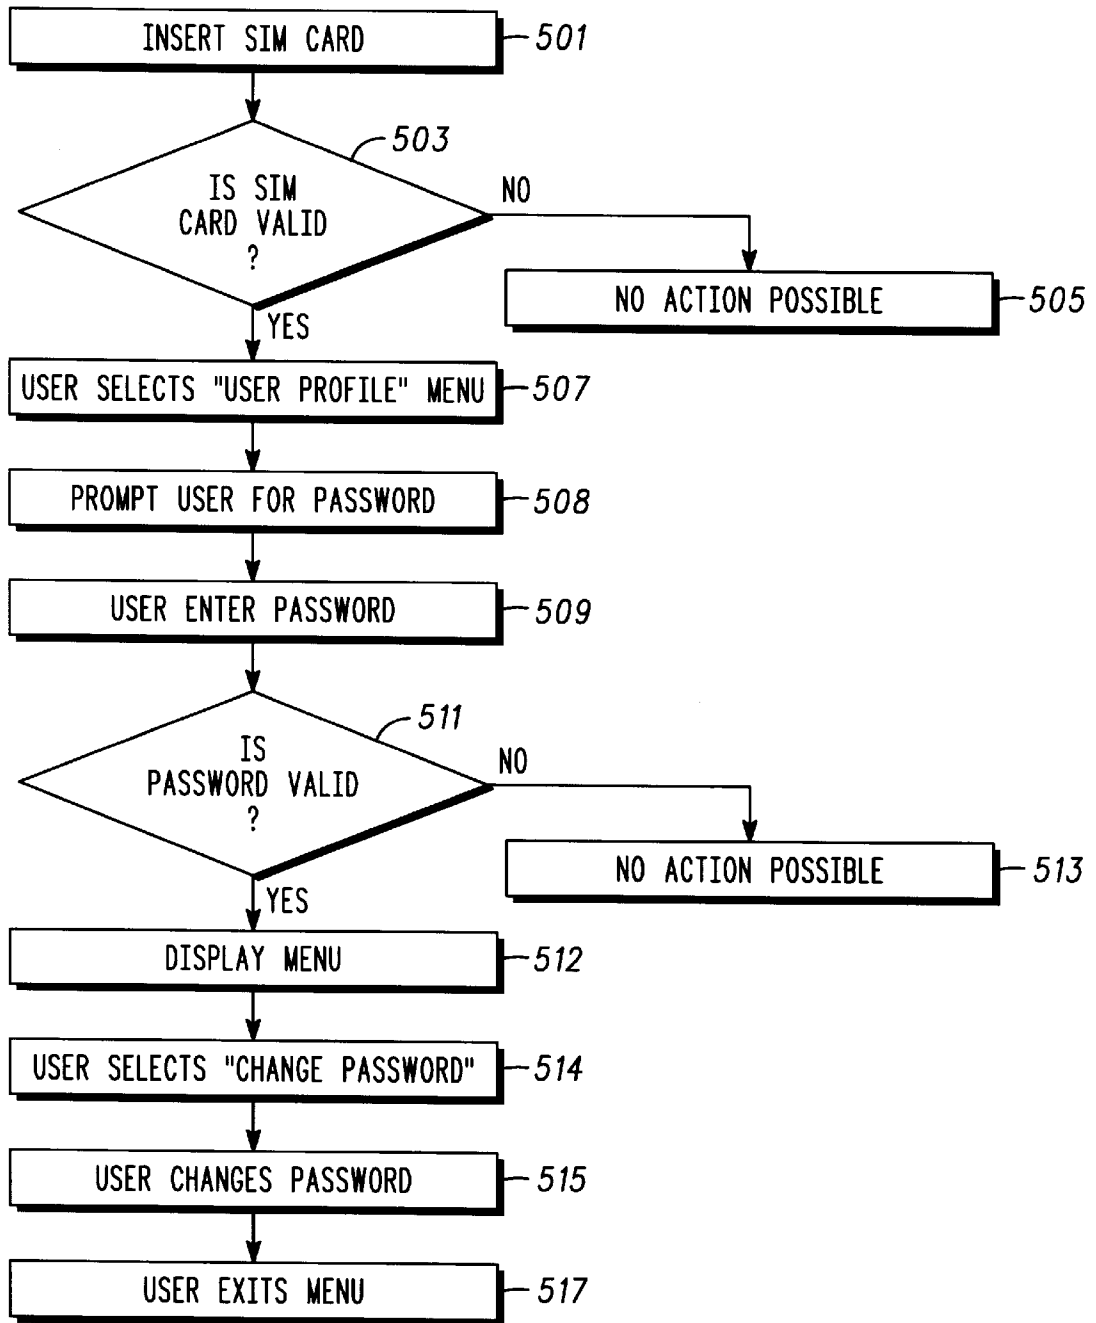 INSERT SIM CARD
501
503
IS SIM
CARD VALID
?
NO
NO ACTION POSSIBLE
505
YES
USER SELECTS "USER PROFILE" MENU
507
PROMPT USER FOR PASSWORD
508
USER ENTER PASSWORD
509
511
IS
PASSWORD VALID
?
NO
NO ACTION POSSIBLE
513
YES
DISPLAY MENU
512
USER SELECTS "CHANGE PASSWORD"
514
USER CHANGES PASSWORD
515
USER EXITS MENU
517